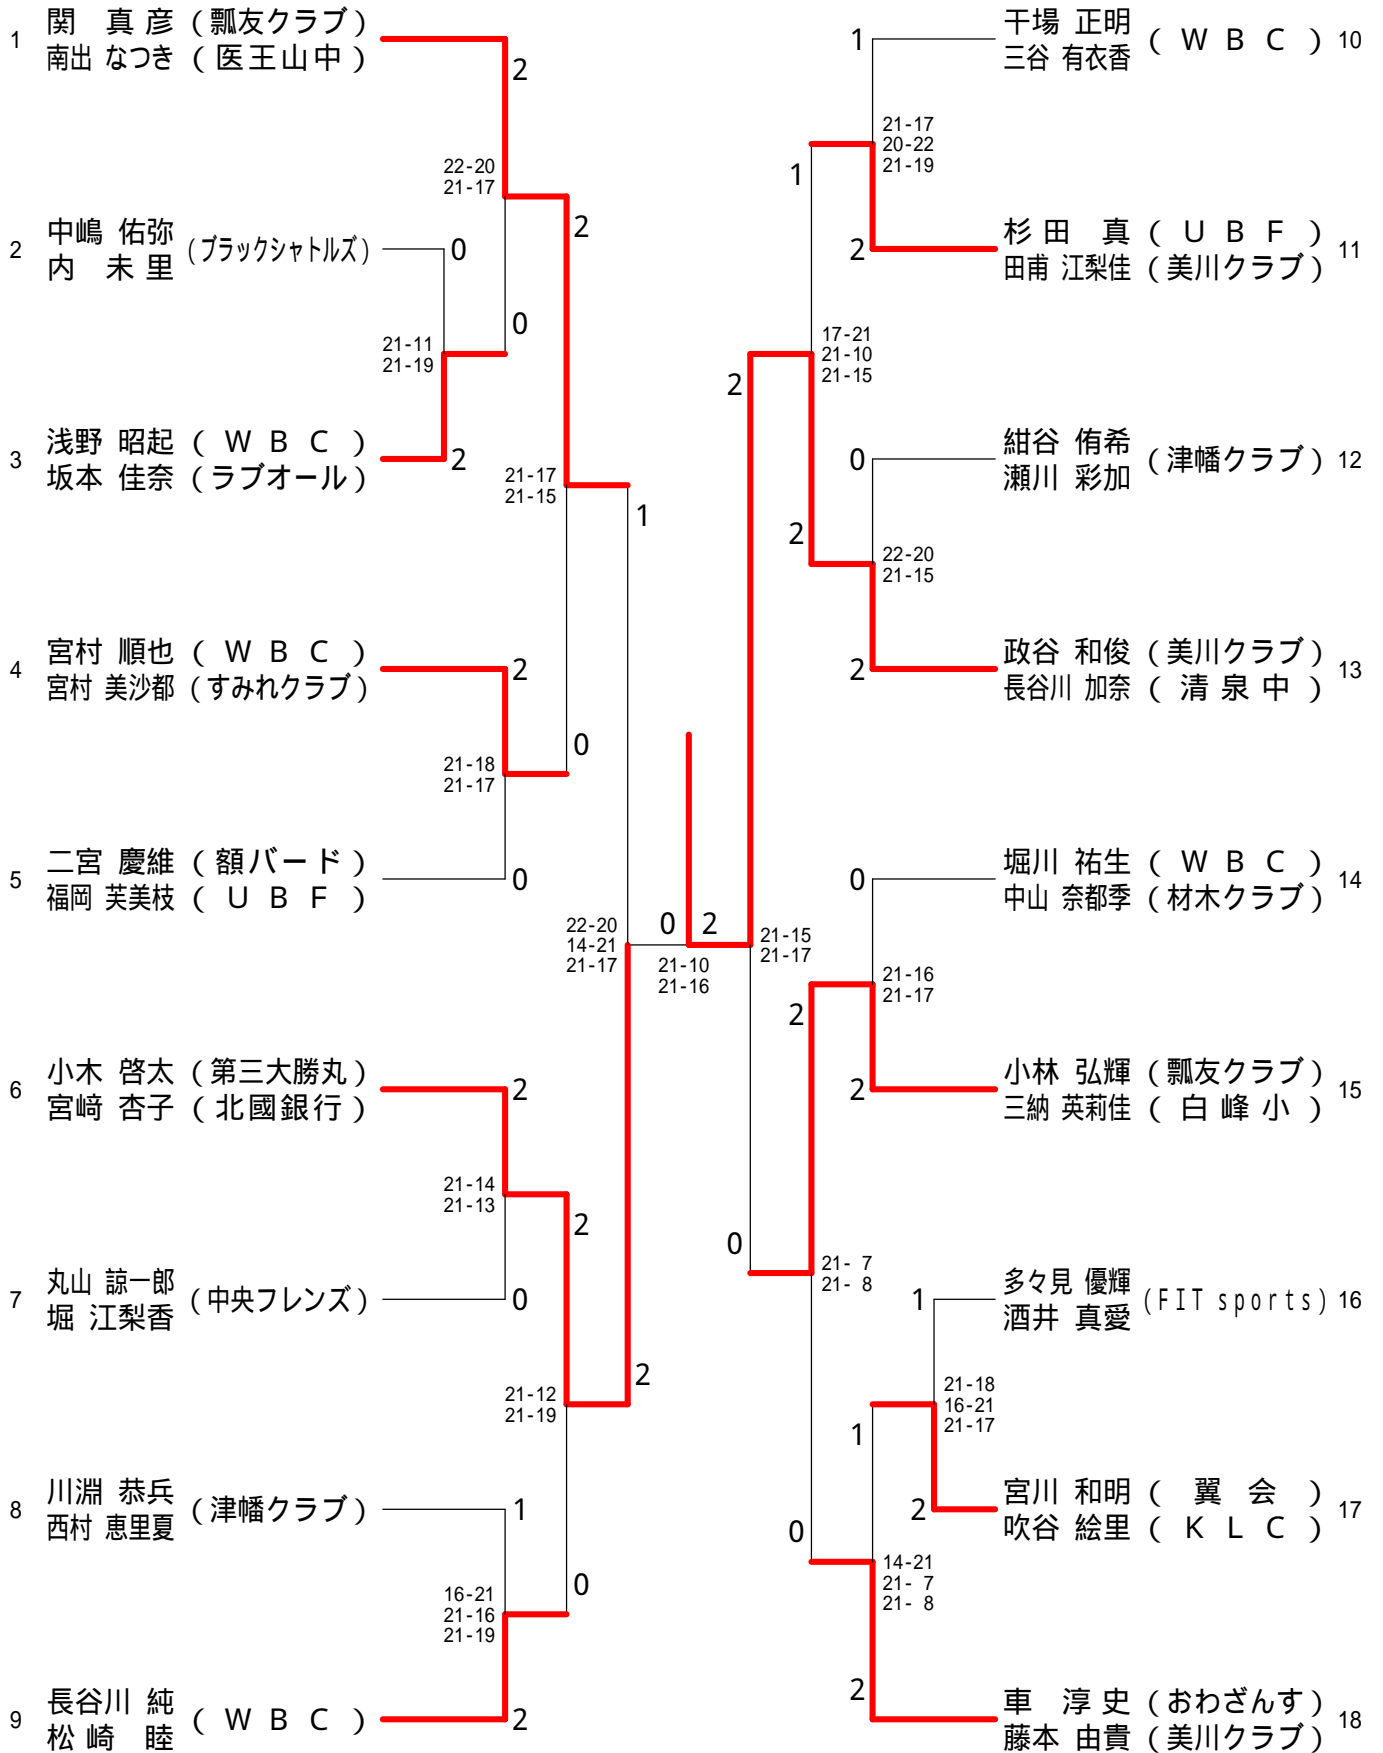 1 関 真彦 (瓢友クラブ)
南出 なつき (医王山中)
2
22-20
21-17
2
2 中嶋 佑弥 (ブラックシャトルズ)
内 未里
0
0
21-11
21-19
3 浅野 昭起 (WBC)
坂本 佳奈 (ラブオール)
2
21-17
21-15
1
4 宮村 順也 (WBC)
宮村 美沙都 (すみれクラブ)
2
0
21-18
21-17
5 二宮 慶維 (額バード)
福岡 芙美枝 (UBF)
0
22-20
14-21
21-17
0 2
21-10
21-16
6 小木 啓太 (第三大勝丸)
宮﨑 杏子 (北國銀行)
2
21-14
21-13
2
7 丸山 諒一郎 (中央フレンズ)
堀 江梨香
0
2
21-12
21-19
8 川淵 恭兵 (津幡クラブ)
西村 恵里夏
1
0
16-21
21-16
21-19
9 長谷川 純 (WBC)
松崎 睦
2
1
干場 正明 (WBC) 10
三谷 有衣香
21-17
20-22
21-19
1
2
杉田 真 (UBF) 11
田甫 江梨佳 (美川クラブ)
17-21
21-10
21-15
2
0
紺谷 侑希 (津幡クラブ) 12
瀬川 彩加
2
22-20
21-15
2
政谷 和俊 (美川クラブ) 13
長谷川 加奈 (清泉中)
0
堀川 祐生 (WBC) 14
中山 奈都季 (材木クラブ)
21-15
21-17
21-16
21-17
2
2
小林 弘輝 (瓢友クラブ) 15
三納 英莉佳 (白峰小)
0
21- 7
21- 8
1
多々見 優輝 (FIT sports) 16
酒井 真愛
21-18
16-21
21-17
1
2
宮川 和明 (翼会) 17
吹谷 絵里 (KLC)
0
14-21
21- 7
21- 8
2
車 淳史 (おわざんす) 18
藤本 由貴 (美川クラブ)